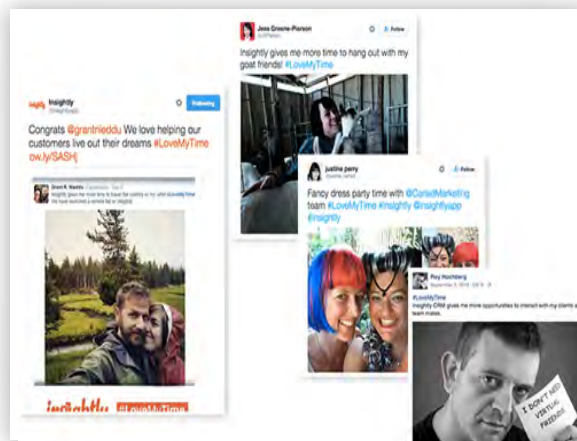 Insightly
@insightlyapp
Following
Congrats @grantnieddu We love helping our
customers live out their dreams #LoveMyTime
ow.ly/SASHj
insightly #LoveMyTime
Jess Greene-Pierson
Follow
Insightly gives me more time to hang out with my
goat friends! #LoveMyTime
justine perry
Follow
Fancy dress party time with @CariadMarketing
team #LoveMyTime #insightly @insightlyapp
@insightly
Roy Hochberg
#LoveMyTime
Insightly CRM gives me more opportunities to interact with my clients
team mates.
I DON'T NEED
VIRTUAL
FRIENDS